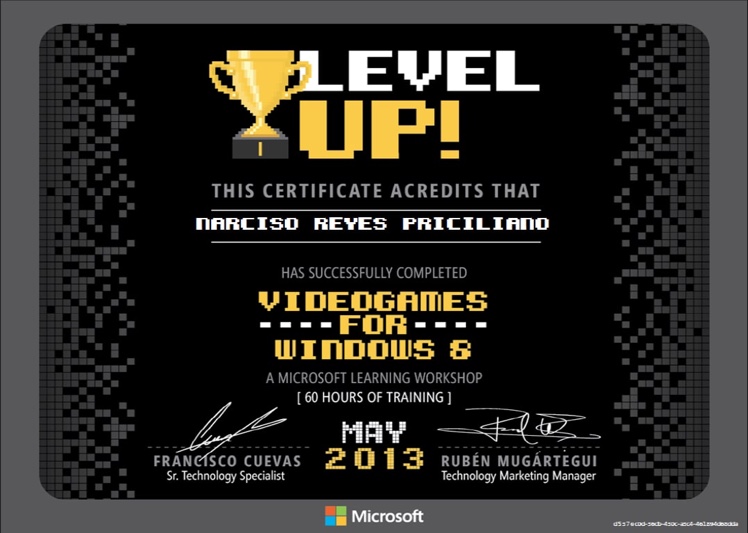 LEVEL
UP!
THIS CERTIFICATE ACREDITS THAT
NARCISO REYES PRICILIANO
HAS SUCCESSFULLY COMPLETED
VIDEOGAMES
----FOR----
WINDOWS 8
A MICROSOFT LEARNING WORKSHOP
[ 60 HOURS OF TRAINING ]
MAY
2013
FRANCISCO CUEVAS
Sr. Technology Specialist
RUBÉN MUGÁRTEGUI
Technology Marketing Manager
Microsoft